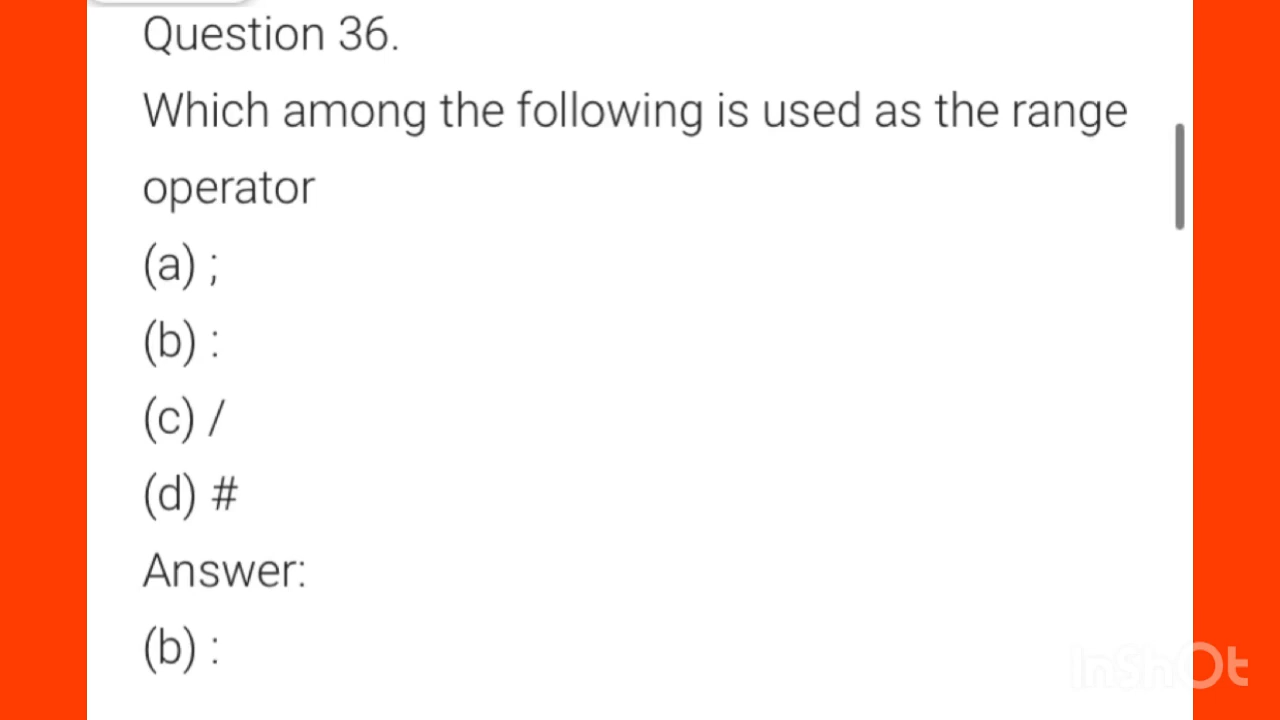 Question 36.
Which among the following is used as the range
operator
(a) ;
(b) :
(c) /
(d) #
Answer:
(b) :
InShOt